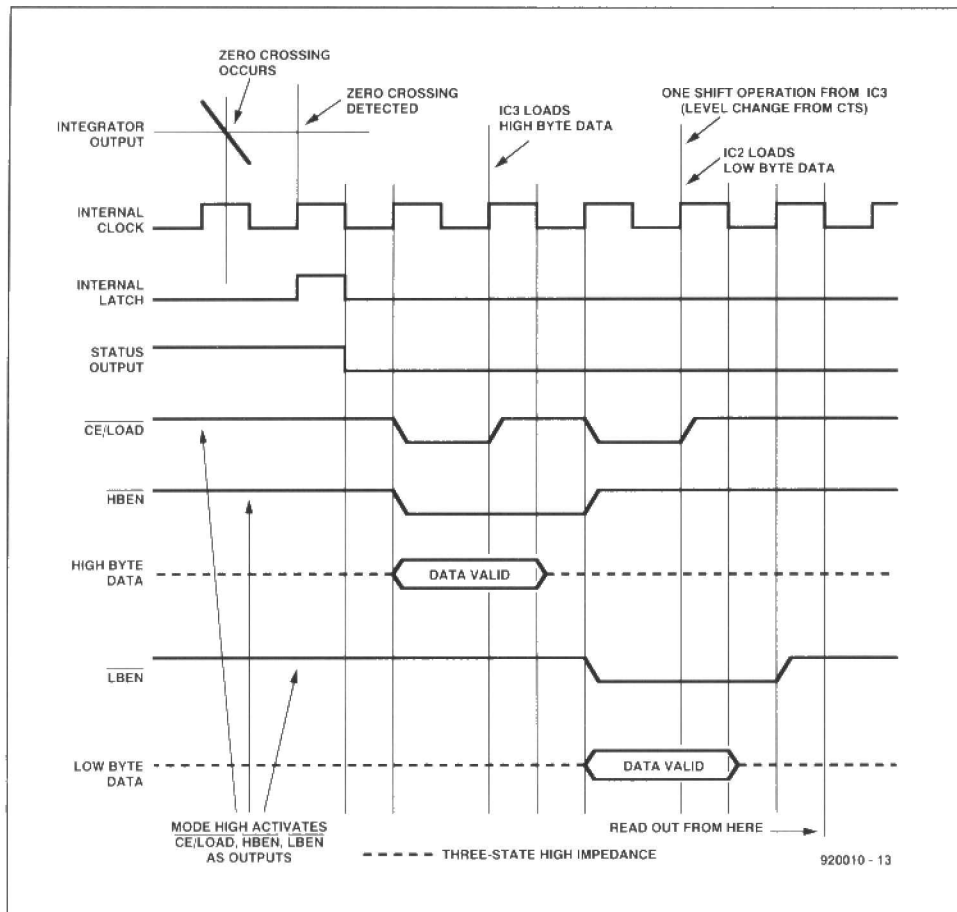 ZERO CROSSING
OCCURS
ZERO CROSSING
DETECTED
IC3 LOADS
HIGH BYTE DATA
ONE SHIFT OPERATION FROM IC3
(LEVEL CHANGE FROM CTS)
IC2 LOADS
LOW BYTE DATA
INTEGRATOR
OUTPUT
INTERNAL
CLOCK
INTERNAL
LATCH
STATUS
OUTPUT
CE/LOAD
HBEN
HIGH BYTE
DATA
DATA VALID
LBEN
LOW BYTE
DATA
DATA VALID
MODE HIGH ACTIVATES
CE/LOAD, HBEN, LBEN
AS OUTPUTS
READ OUT FROM HERE
THREE-STATE HIGH IMPEDANCE
920010 - 13